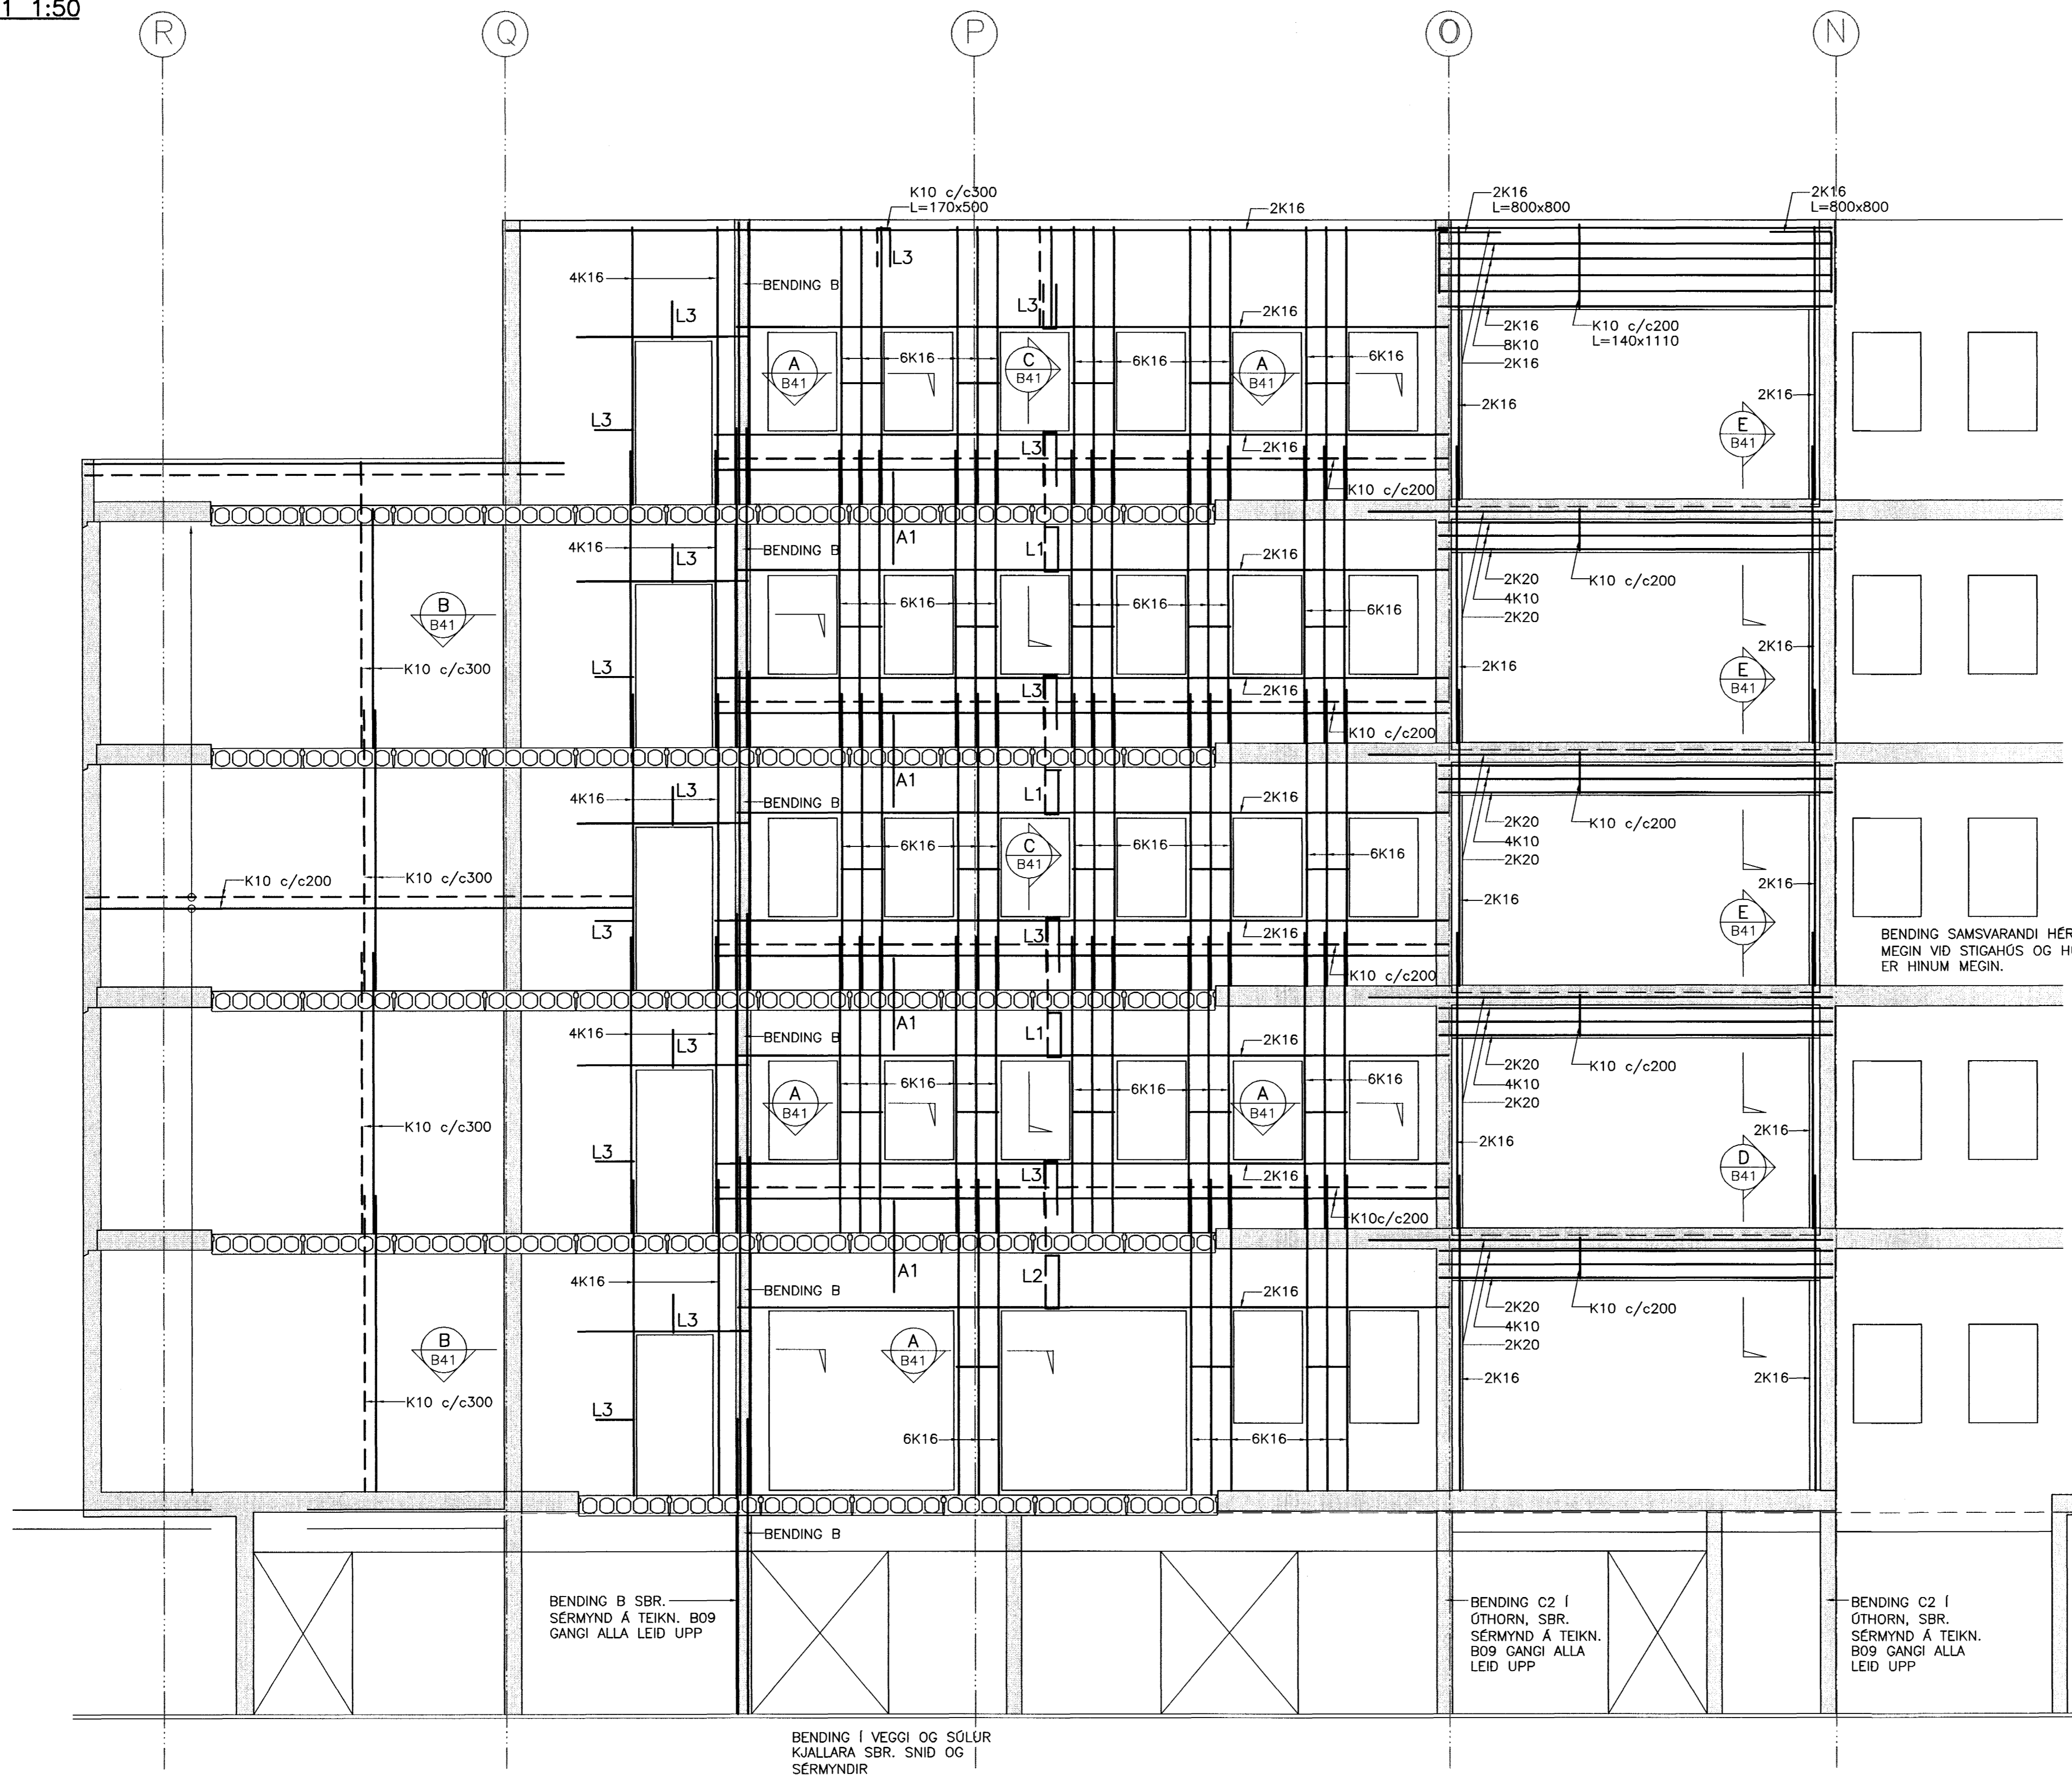 1 1:50
R
Q
P
O
N
K10 c/c300
L=170x500
2K16
2K16
L=800x800
2K16
L=800x800
L3
4K16
BENDING B
L3
L3
2K16
2K16
8K10
2K16
K10 c/c200
L=140x1110
A
B41
6K16
C
B41
6K16
A
B41
6K16
2K16
2K16
L3
E
B41
L3
2K16
K10 c/c200
4K16
L3
BENDING B
A1
L1
2K16
2K20
4K10
2K20
K10 c/c200
B
B41
6K16
6K16
6K16
2K16
2K16
K10 c/c300
L3
L3
2K16
E
B41
K10 c/c200
4K16
L3
BENDING B
A1
L1
2K16
2K20
4K10
2K20
K10 c/c200
6K16
C
B41
6K16
6K16
K10 c/c200
K10 c/c300
2K16
2K16
L3
L3
2K16
E
B41
BENDING SAMSVARANDI HÉR
MEGIN VIÐ STIGAHÚS OG
ER HINUM MEGIN.
K10 c/c200
4K16
L3
BENDING B
A1
L1
2K16
2K20
4K10
2K20
K10 c/c200
A
B41
6K16
6K16
A
B41
6K16
K10 c/c300
2K16
2K16
L3
L3
2K16
D
B41
K10c/c200
4K16
L3
BENDING B
A1
L2
2K16
2K20
4K10
2K20
K10 c/c200
B
B41
A
B41
2K16
2K16
K10 c/c300
L3
6K16
6K16
BENDING B
BENDING B SBR.
SÉRMYND Á TEIKN. B09
GANGI ALLA LEIÐ UPP
BENDING C2 Í
ÚTHORN, SBR.
SÉRMYND Á TEIKN.
B09 GANGI ALLA
LEIÐ UPP
BENDING C2 Í
ÚTHORN, SBR.
SÉRMYND Á TEIKN.
B09 GANGI ALLA
LEIÐ UPP
BENDING Í VEGGI OG SÚLUR
KJALLARA SBR. SNIÐ OG
SÉRMYNDIR